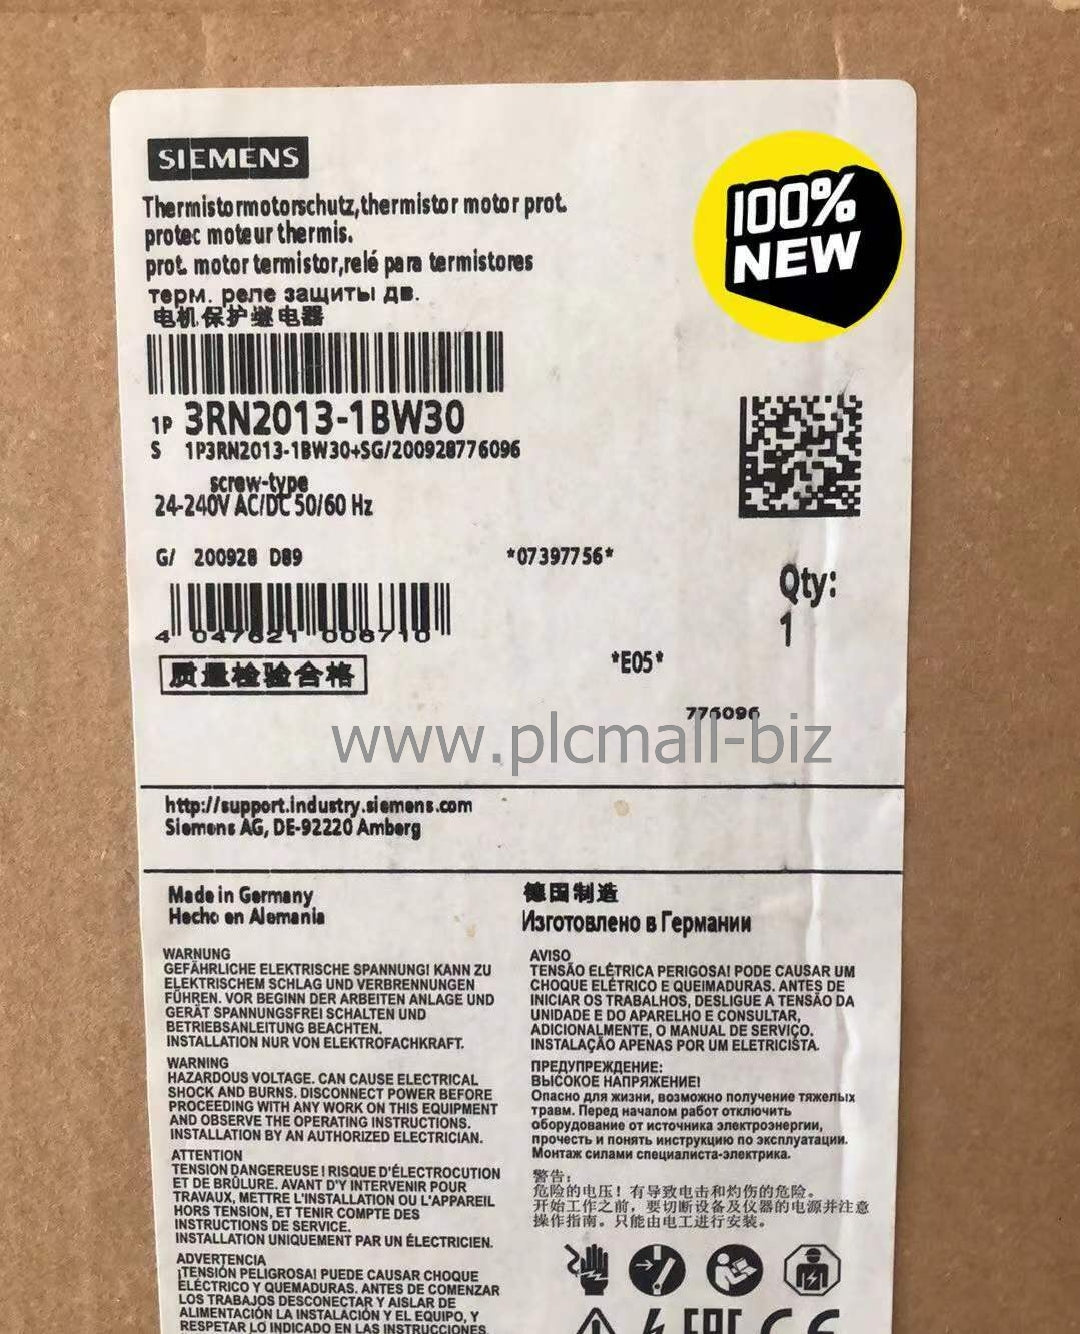 SIEMENS
Thermistormotorschutz,thermistor motor prot.
protec moteur thermis.
prot. motor termistor,relé para termistores
терм. реле защиты дв.
电机保护继电器
100%
NEW
1P 3RN2013-1BW30
S 1P3RN2013-1BW30+SG/200928776096
screw-type
24-240V AC/DC 50/60 Hz
G/ 200928 D89
*07397756*
Qty:
1
4 047621 006710
质量检验合格
*E05*
776096
www.plcmall-biz
http://support.industry.siemens.com
Siemens AG, DE-92220 Amberg
Made in Germany
Hecho en Alemania
德国制造
Изготовлено в Германии
WARNUNG
GEFÄHRLICHE ELEKTRISCHE SPANNUNG! KANN ZU
ELEKTRISCHEM SCHLAG UND VERBRENNUNGEN
FÜHREN. VOR BEGINN DER ARBEITEN ANLAGE UND
GERÄT SPANNUNGSFREI SCHALTEN UND
BETRIEBSANLEITUNG BEACHTEN.
INSTALLATION NUR VON ELEKTROFACHKRAFT.
WARNING
HAZARDOUS VOLTAGE. CAN CAUSE ELECTRICAL
SHOCK AND BURNS. DISCONNECT POWER BEFORE
PROCEEDING WITH ANY WORK ON THIS EQUIPMENT
AND OBSERVE THE OPERATING INSTRUCTIONS.
INSTALLATION BY AN AUTHORIZED ELECTRICIAN.
ATTENTION
TENSION DANGEREUSE ! RISQUE D'ÉLECTROCUTION
ET DE BRÛLURE. AVANT D'Y INTERVENIR POUR
TRAVAUX, METTRE L'INSTALLATION OU L'APPAREIL
HORS TENSION, ET TENIR COMPTE DES
INSTRUCTIONS DE SERVICE.
INSTALLATION UNIQUEMENT PAR UN ÉLECTRICIEN.
ADVERTENCIA
¡TENSIÓN PELIGROSA! PUEDE CAUSAR CHOQUE
ELÉCTRICO Y QUEMADURAS. ANTES DE COMENZAR
LOS TRABAJOS DESCONECTAR Y AISLAR DE
ALIMENTACIÓN LA INSTALACIÓN Y EL EQUIPO, Y
RESPETAR LO INDICADO EN LAS INSTRUCCIONES
AVISO
TENSÃO ELÉTRICA PERIGOSA! PODE CAUSAR UM
CHOQUE ELÉTRICO E QUEIMADURAS. ANTES DE
INICIAR OS TRABALHOS, DESLIGUE A TENSÃO DA
UNIDADE E DO APARELHO E CONSULTAR,
ADICIONALMENTE, O MANUAL DE SERVIÇO.
INSTALAÇÃO APENAS POR UM ELETRICISTA.
ПРЕДУПРЕЖДЕНИЕ:
ВЫСОКОЕ НАПРЯЖЕНИЕ!
Опасно для жизни, возможно получение тяжелых
травм. Перед началом работ отключить
оборудование от источника электроэнергии,
прочесть и понять инструкцию по эксплуатации.
Монтаж силами специалиста-электрика.
警告:
危险的电压！有导致电击和灼伤的危险。
开始工作之前，要切断设备及仪器的电源并注意
操作指南。只能由电工进行安装。
EAC CE